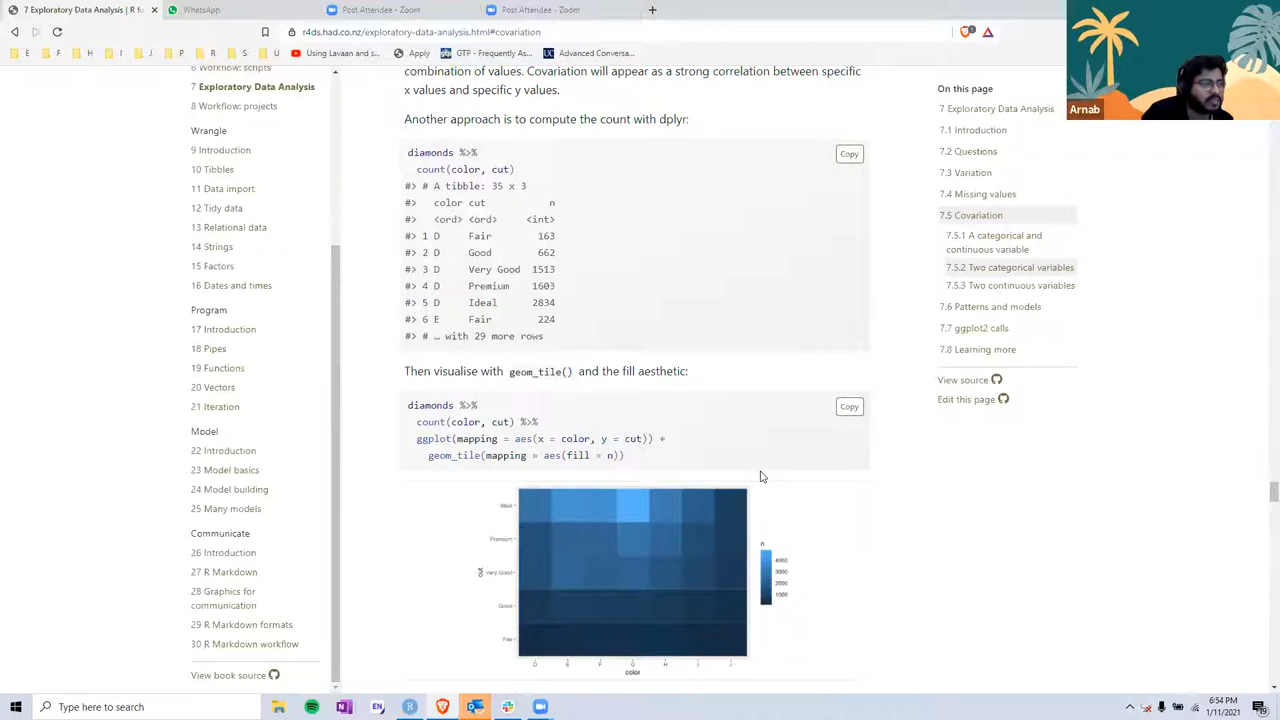 7 Exploratory Data Analysis | R f
WhatsApp
Post Attendee - Zoom
Post Attendee - Zoom
r4ds.had.co.nz/exploratory-data-analysis.html#covariation
E
F
H
I
J
P
R
S
Using Lavaan and s...
Apply
GTP - Frequently As...
Advanced Conversa...
Arnab
6 Workflow: scripts
7 Exploratory Data Analysis
8 Workflow: projects
Wrangle
9 Introduction
10 Tibbles
11 Data import
12 Tidy data
13 Relational data
14 Strings
15 Factors
16 Dates and times
Program
17 Introduction
18 Pipes
19 Functions
20 Vectors
21 Iteration
Model
22 Introduction
23 Model basics
24 Model building
25 Many models
Communicate
26 Introduction
27 R Markdown
28 Graphics for
communication
29 R Markdown formats
30 R Markdown workflow
View book source
combination of values. Covariation will appear as a strong correlation between specific
x values and specific y values.
Another approach is to compute the count with dplyr:
Copy
diamonds %>%
count(color, cut)
#> # A tibble: 35 x 3
#> color cut n
#> <ord> <ord> <int>
#> 1 D Fair 163
#> 2 D Good 662
#> 3 D Very Good 1513
#> 4 D Premium 1603
#> 5 D Ideal 2834
#> 6 E Fair 224
#> # … with 29 more rows
Then visualise with geom_tile() and the fill aesthetic:
Copy
diamonds %>%
count(color, cut) %>%
ggplot(mapping = aes(x = color, y = cut)) +
geom_tile(mapping = aes(fill = n))
Ideal
Premium
Very Good
Good
Fair
cut
D E F G H I J
color
n
4000
3000
2000
1000
On this page
7 Exploratory Data Analysis
7.1 Introduction
7.2 Questions
7.3 Variation
7.4 Missing values
7.5 Covariation
7.5.1 A categorical and
continuous variable
7.5.2 Two categorical variables
7.5.3 Two continuous variables
7.6 Patterns and models
7.7 ggplot2 calls
7.8 Learning more
View source
Edit this page
Type here to search
6:54 PM
1/11/2021
19